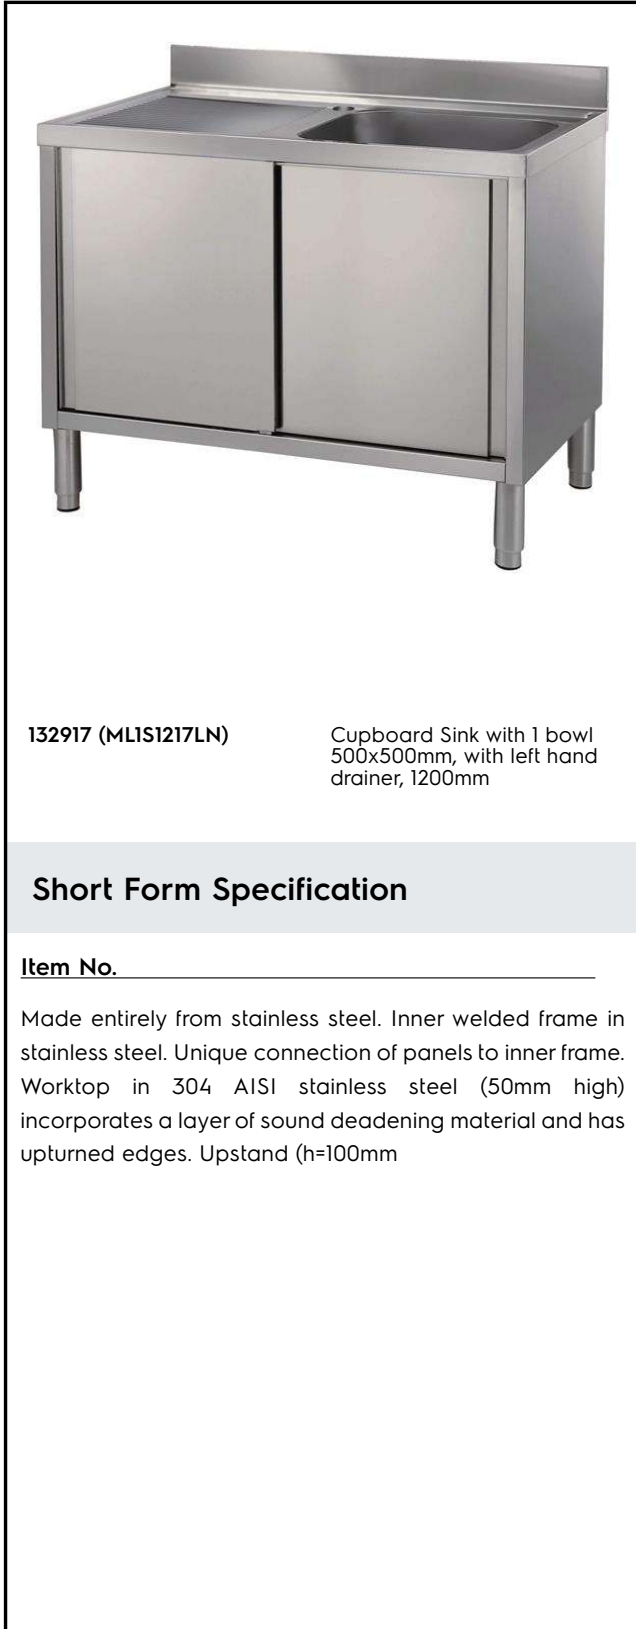 132917 (ML1S1217LN)
Cupboard Sink with 1 bowl
500x500mm, with left hand
drainer, 1200mm
Short Form Specification
Item No.
Made entirely from stainless steel. Inner welded frame in
stainless steel. Unique connection of panels to inner frame.
Worktop in 304 AISI stainless steel (50mm high)
incorporates a layer of sound deadening material and has
upturned edges. Upstand (h=100mm